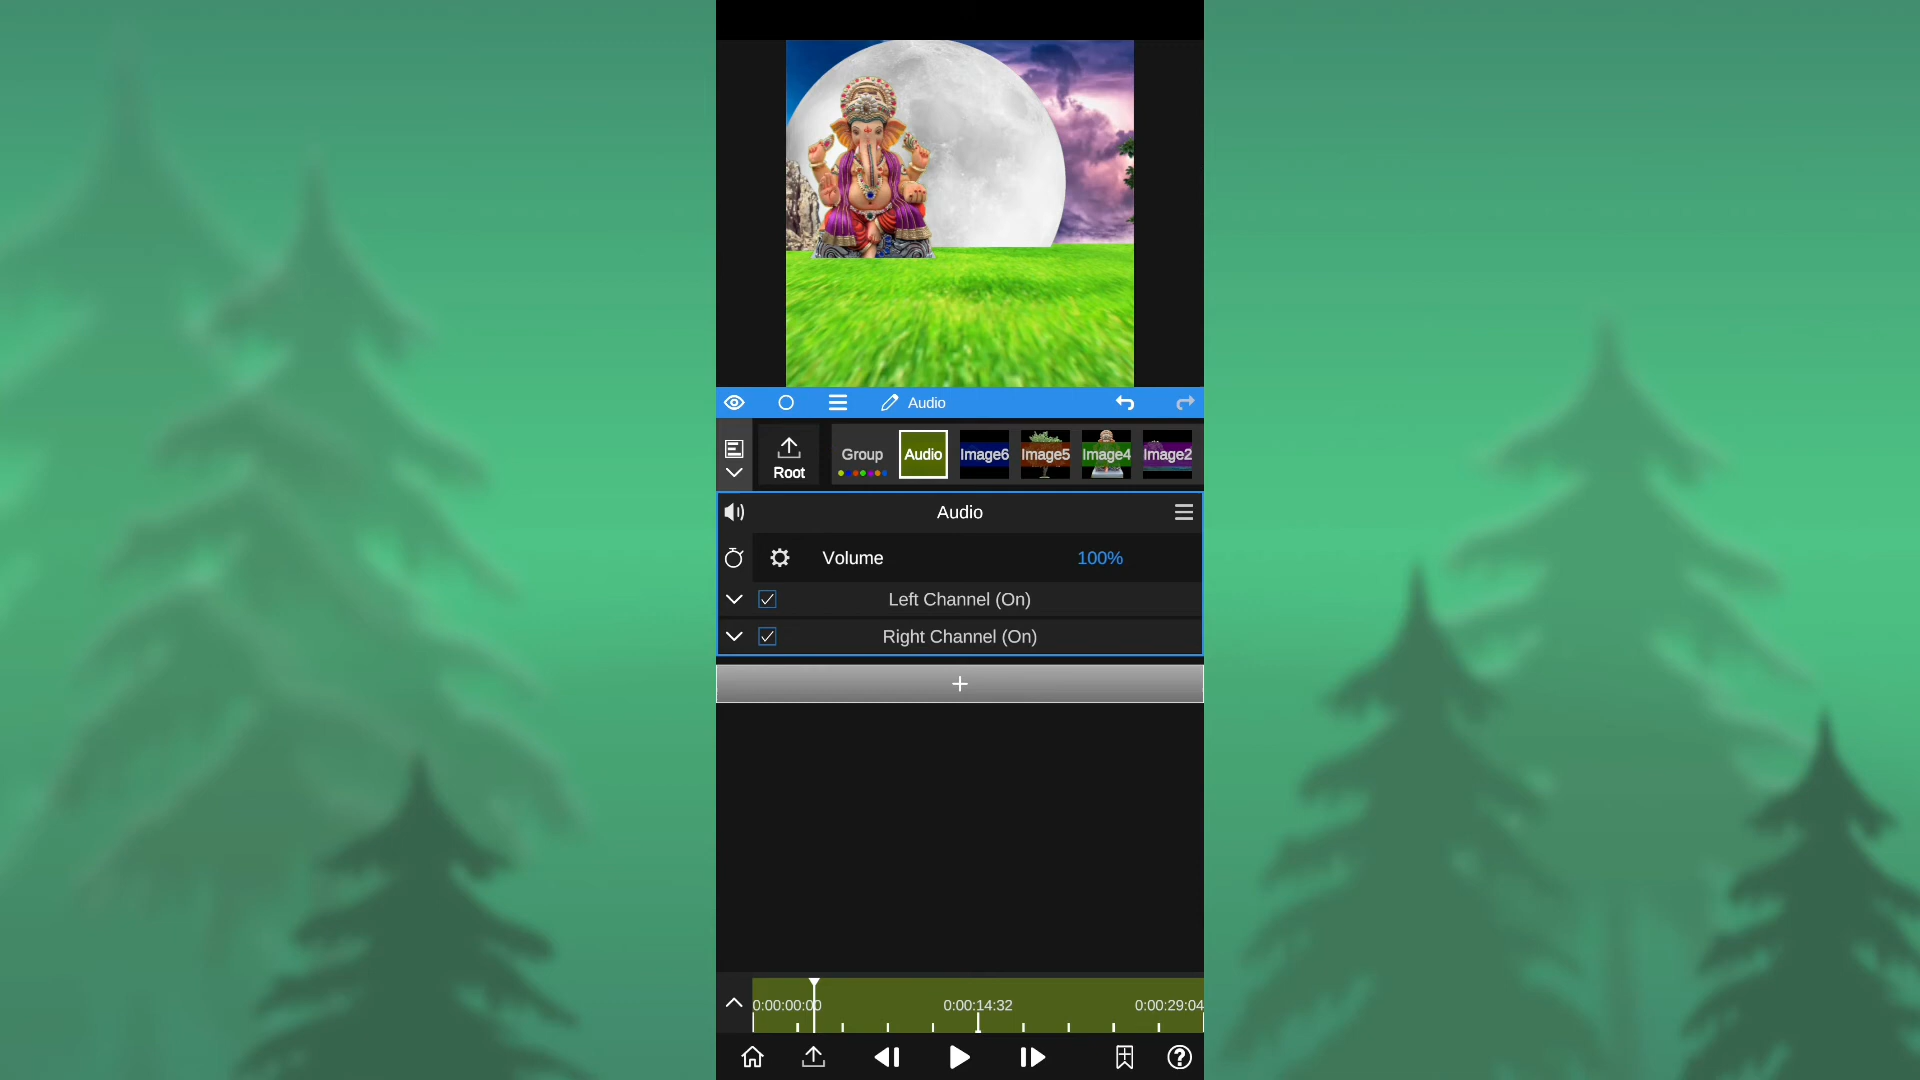 Audio
Root
Group
Audio
Image6
Image5
Image4
Image2
Audio
Volume
100%
Left Channel (On)
Right Channel (On)
0:00:00:00
0:00:14:32
0:00:29:04